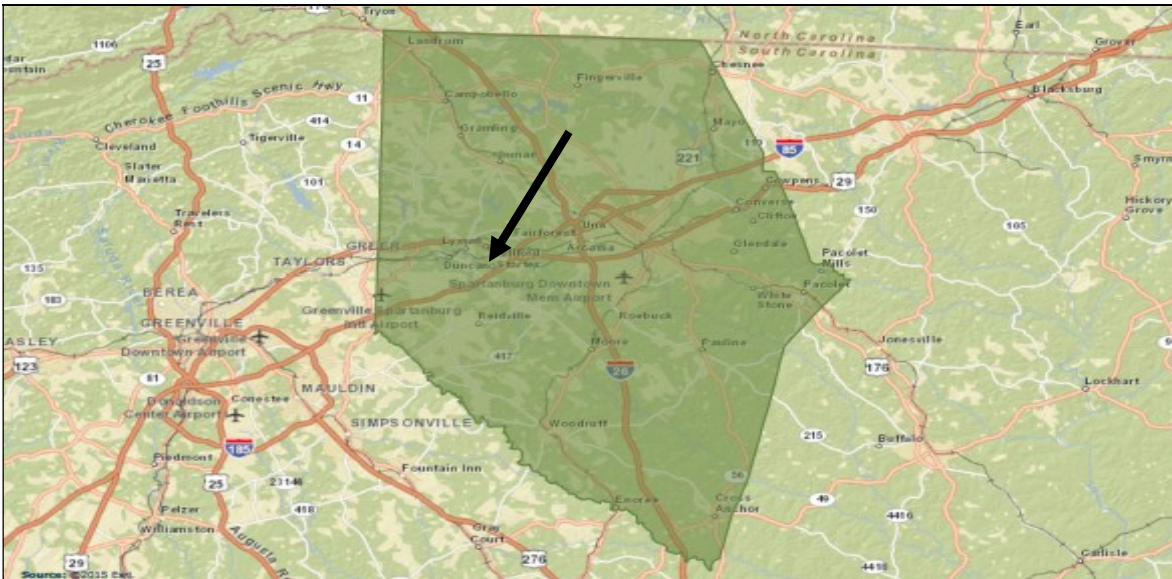 Tryon
Earl
1106
North Carolina
South Carolina
Grover
Landrum
25
Chesnee
Fingerville
Cherokee Foothills Scenic Hwy
11
Campobello
Blacksburg
414
Cleveland
Tigerville
14
Gramling
Mayo
110
85
Slater
Marietta
Inman
221
Cowpens
29
101
Converse
150
Hickory
Grove
Travelers
Rest
Clifton
105
Una
Fairforest
Lyman
Arcadia
GREER
Glendale
TAYLORS
Duncan
Startex
Pacolet
Mills
135
Spartanburg Downtown
Mem Airport
Pacolet
183
BEREA
White
Stone
Greenville Spartanburg
Intl Airport
Reidville
Roebuck
GREENVILLE
Greenville
Downtown Airport
Moore
Pauline
Jonesville
417
123
26
176
81
MAULDIN
Lockhart
Donaldson
Center Airport
Conestee
SIMPSONVILLE
Woodruff
215
Buffalo
185
Piedmont
Fountain Inn
56
25
23146
Enoree
Cross
Anchor
49
Pelzer
418
4416
Williamston
Gray
Court
29
276
Carlisle
4418
Source: ©2015 Esri.